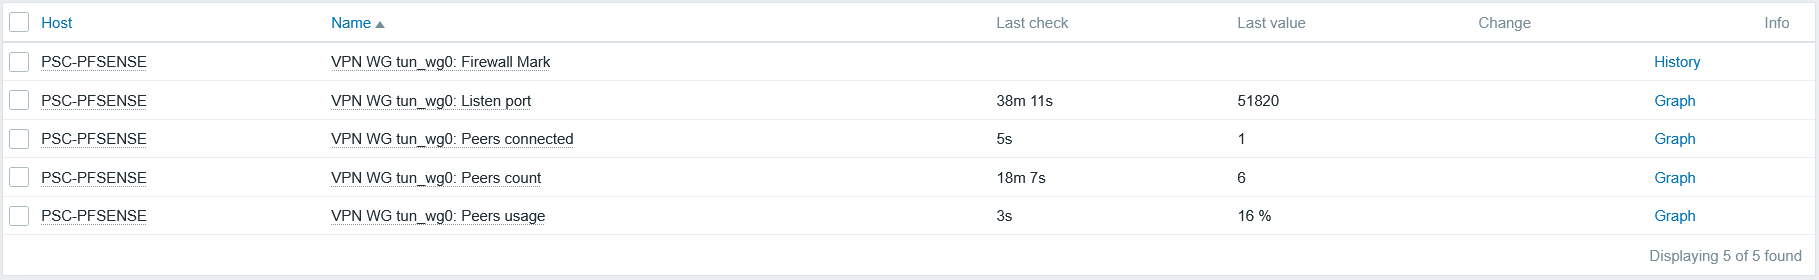 Host Name Last check Last value Change Info
PSC-PFSENSE VPN WG tun_wg0: Firewall Mark History
PSC-PFSENSE VPN WG tun_wg0: Listen port 38m 11s 51820 Graph
PSC-PFSENSE VPN WG tun_wg0: Peers connected 5s 1 Graph
PSC-PFSENSE VPN WG tun_wg0: Peers count 18m 7s 6 Graph
PSC-PFSENSE VPN WG tun_wg0: Peers usage 3s 16 % Graph
Displaying 5 of 5 found